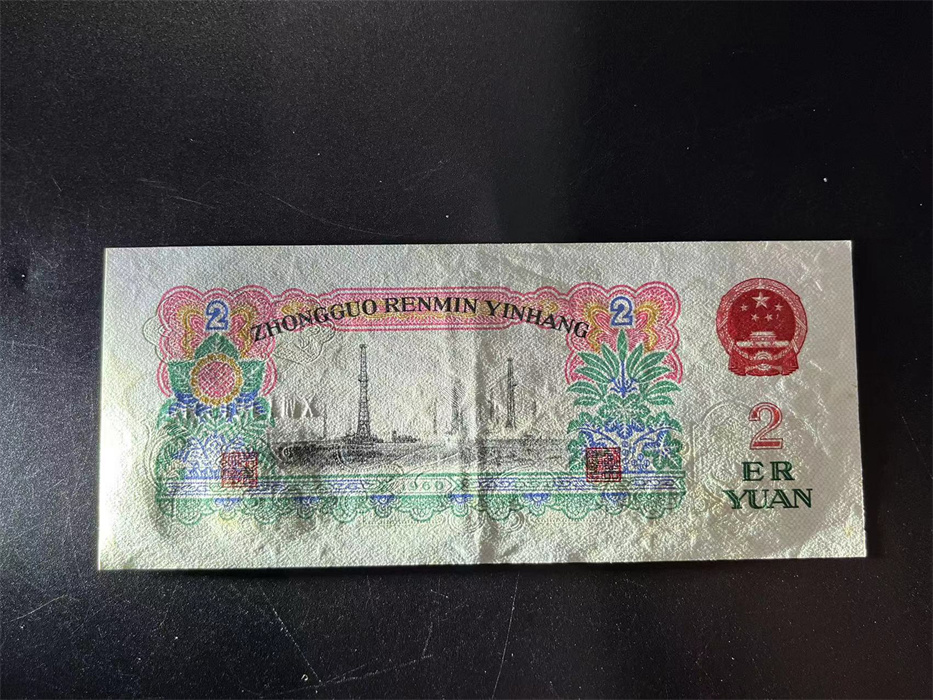 2
2
ZHONGGUO RENMIN YINHANG
1960
2
ER
YUAN